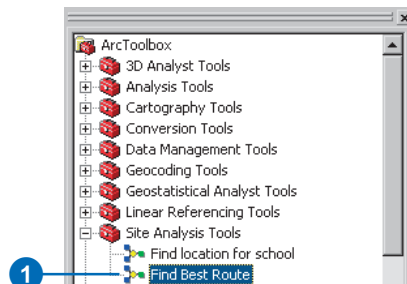 ArcToolbox
3D Analyst Tools
Analysis Tools
Cartography Tools
Conversion Tools
Data Management Tools
Geocoding Tools
Geostatistical Analyst Tools
Linear Referencing Tools
Site Analysis Tools
Find location for school
1 Find Best Route